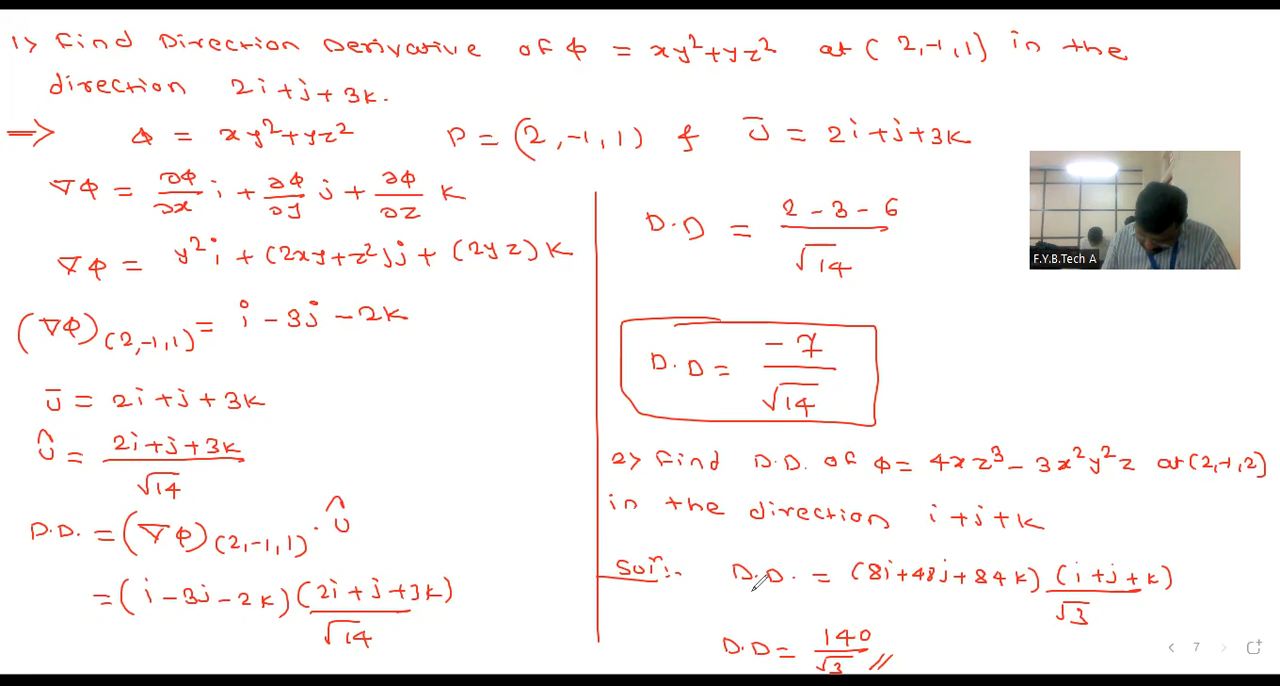 1) Find Direction Derivative of φ = xy²+yz² at (2,-1,1) in the
direction 2i+j+3k.
⇒ φ = xy²+yz² P = (2,-1,1) & ū = 2i+j+3k
∇φ = ∂φ/∂x i + ∂φ/∂y j + ∂φ/∂z k
∇φ = y²i + (2xy+z²)j + (2yz)k
(∇φ)(2,-1,1) = i - 3j - 2k
ū = 2i+j+3k
û = (2i+j+3k)/√14
D.D. = (∇φ)(2,-1,1) · û
= (i - 3j - 2k) (2i+j+3k)/√14
D.D = (2-3-6)/√14
D.D = -7/√14
2) Find D.D. of φ = 4xz³ - 3x²y²z at (2,-1,2)
in the direction i+j+k
Solⁿ:- D.D. = (8i+48j+84k) (i+j+k)/√3
D.D = 140/√3 //
F.Y.B.Tech A
< 7 >